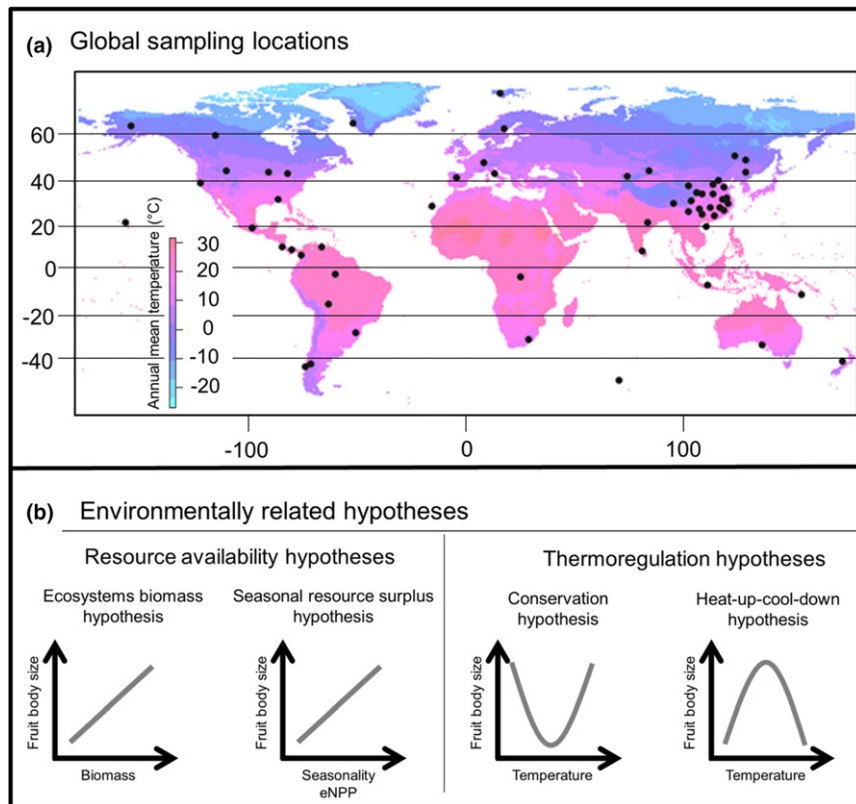 (a) Global sampling locations
60
40
20
0
-20
-40
Annual mean temperature (°C)
30
20
10
0
-10
-20
-100
0
100
(b) Environmentally related hypotheses
Resource availability hypotheses
Thermoregulation hypotheses
Ecosystems biomass
hypothesis
Seasonal resource surplus
hypothesis
Conservation
hypothesis
Heat-up-cool-down
hypothesis
Fruit body size
Biomass
Fruit body size
Seasonality
eNPP
Fruit body size
Temperature
Fruit body size
Temperature